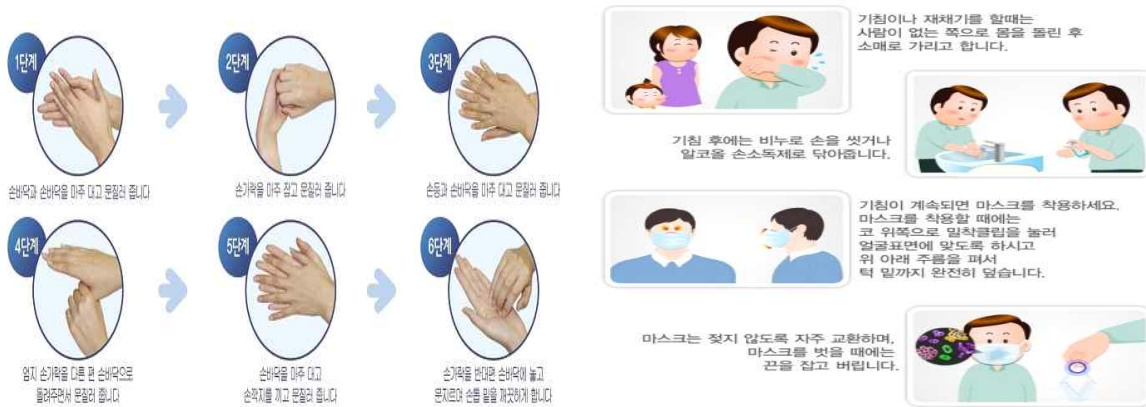 1단계
손바닥과 손바닥을 마주 대고 문질러 줍니다
2단계
손가락을 마주 잡고 문질러 줍니다
3단계
손등과 손바닥을 마주 대고 문질러 줍니다
4단계
엄지 손가락을 다른 편 손바닥으로
돌려주면서 문질러 줍니다
5단계
손바닥을 마주 대고
손깍지를 끼고 문질러 줍니다
6단계
손가락을 반대편 손바닥에 놓고
문지르며 손톱 밑을 깨끗하게 합니다
기침이나 재채기를 할때는
사람이 없는 쪽으로 몸을 돌린 후
소매로 가리고 합니다.
기침 후에는 비누로 손을 씻거나
알코올 손소독제로 닦아줍니다.
기침이 계속되면 마스크를 착용하세요.
마스크를 착용할 때에는
코 위쪽으로 밀착클립을 눌러
얼굴표면에 맞도록 하시고
위 아래 주름을 펴서
턱 밑까지 완전히 덮습니다.
마스크는 젖지 않도록 자주 교환하며,
마스크를 벗을 때에는
끈을 잡고 버립니다.